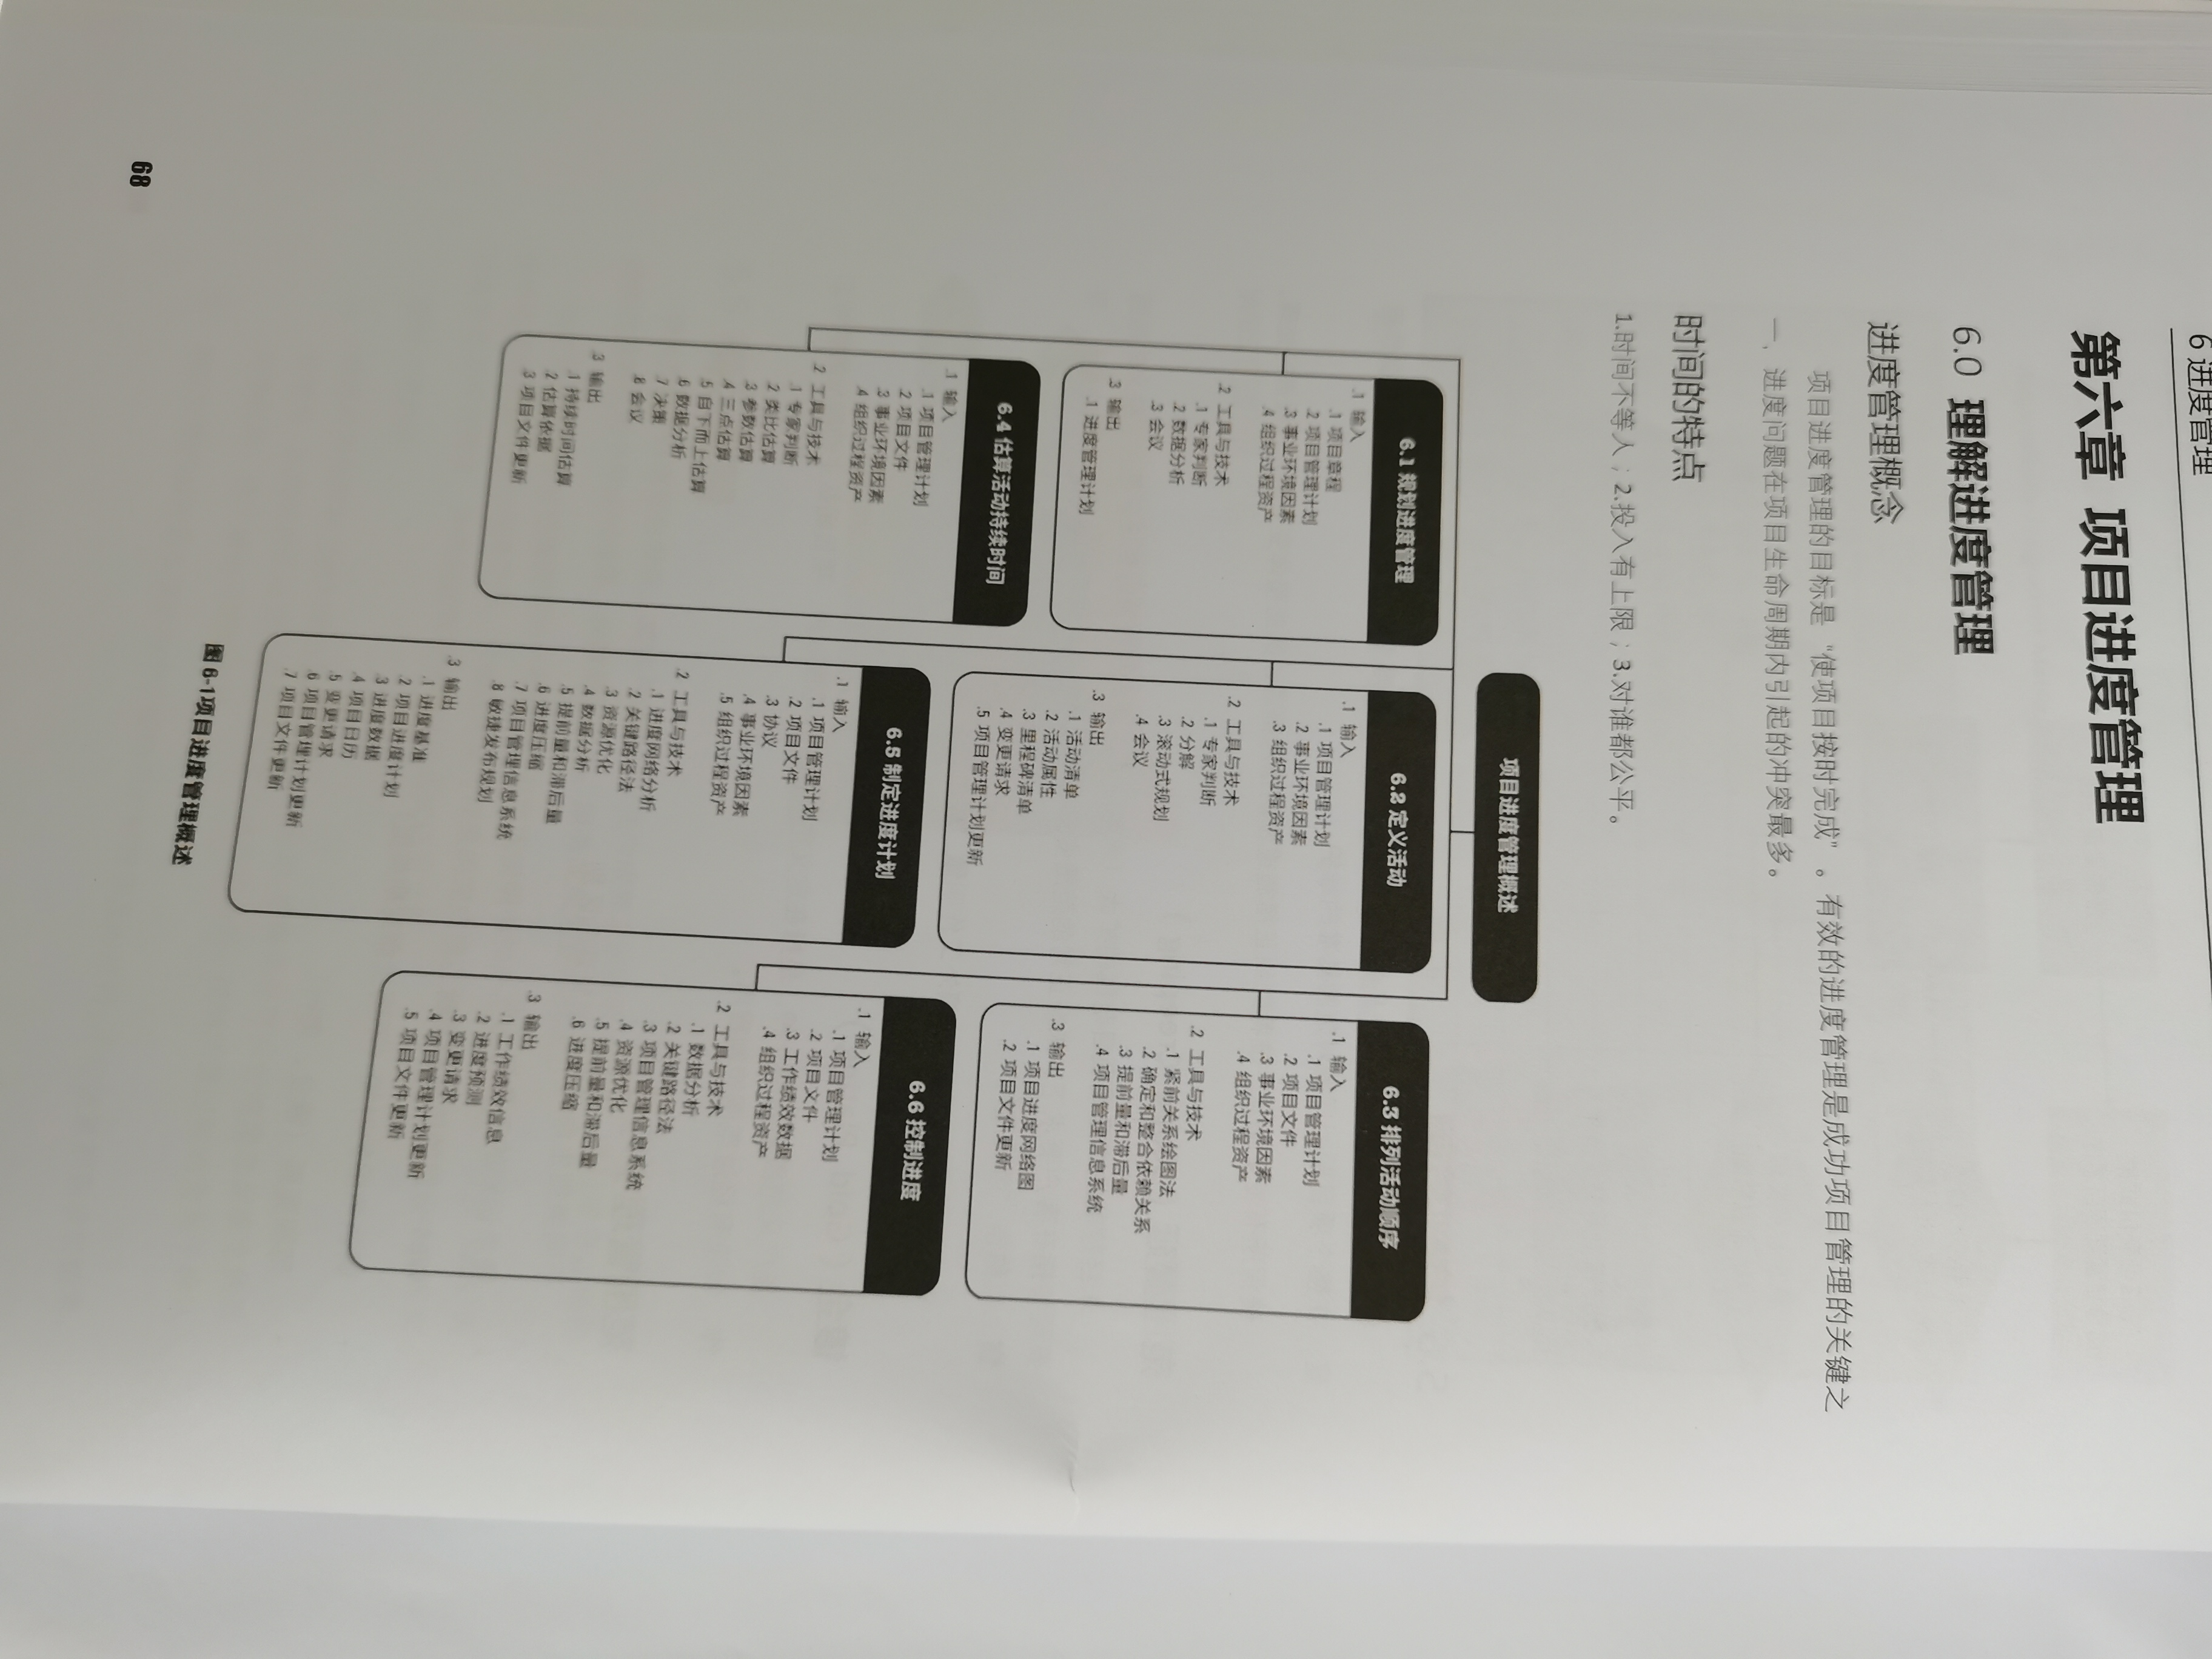 6 进度管理
第六章 项目进度管理
6.0 理解进度管理
进度管理概念
项目进度管理的目标是“使项目按时完成”。有效的进度管理是成功项目管理的关键之
一，进度问题在项目生命周期内引起的冲突最多。
时间的特点
1.时间不等人；2.投入有上限；3.对谁都公平。
项目进度管理概述
6.1 规划进度管理
.1 输入
.1 项目章程
.2 项目管理计划
.3 事业环境因素
.4 组织过程资产
.2 工具与技术
.1 专家判断
.2 数据分析
.3 会议
.3 输出
.1 进度管理计划
6.2 定义活动
.1 输入
.1 项目管理计划
.2 事业环境因素
.3 组织过程资产
.2 工具与技术
.1 专家判断
.2 分解
.3 滚动式规划
.4 会议
.3 输出
.1 活动清单
.2 活动属性
.3 里程碑清单
.4 变更请求
.5 项目管理计划更新
6.3 排列活动顺序
.1 输入
.1 项目管理计划
.2 项目文件
.3 事业环境因素
.4 组织过程资产
.2 工具与技术
.1 紧前关系绘图法
.2 确定和整合依赖关系
.3 提前量和滞后量
.4 项目管理信息系统
.3 输出
.1 项目进度网络图
.2 项目文件更新
6.4 估算活动持续时间
.1 输入
.1 项目管理计划
.2 项目文件
.3 事业环境因素
.4 组织过程资产
.2 工具与技术
.1 专家判断
.2 类比估算
.3 参数估算
.4 三点估算
.5 自下而上估算
.6 数据分析
.7 决策
.8 会议
.3 输出
.1 持续时间估算
.2 估算依据
.3 项目文件更新
6.5 制定进度计划
.1 输入
.1 项目管理计划
.2 项目文件
.3 协议
.4 事业环境因素
.5 组织过程资产
.2 工具与技术
.1 进度网络分析
.2 关键路径法
.3 资源优化
.4 数据分析
.5 提前量和滞后量
.6 进度压缩
.7 项目管理信息系统
.8 敏捷发布规划
.3 输出
.1 进度基准
.2 项目进度计划
.3 进度数据
.4 项目日历
.5 变更请求
.6 项目管理计划更新
.7 项目文件更新
6.6 控制进度
.1 输入
.1 项目管理计划
.2 项目文件
.3 工作绩效数据
.4 组织过程资产
.2 工具与技术
.1 数据分析
.2 关键路径法
.3 项目管理信息系统
.4 资源优化
.5 提前量和滞后量
.6 进度压缩
.3 输出
.1 工作绩效信息
.2 进度预测
.3 变更请求
.4 项目管理计划更新
.5 项目文件更新
图 6-1项目进度管理概述
68